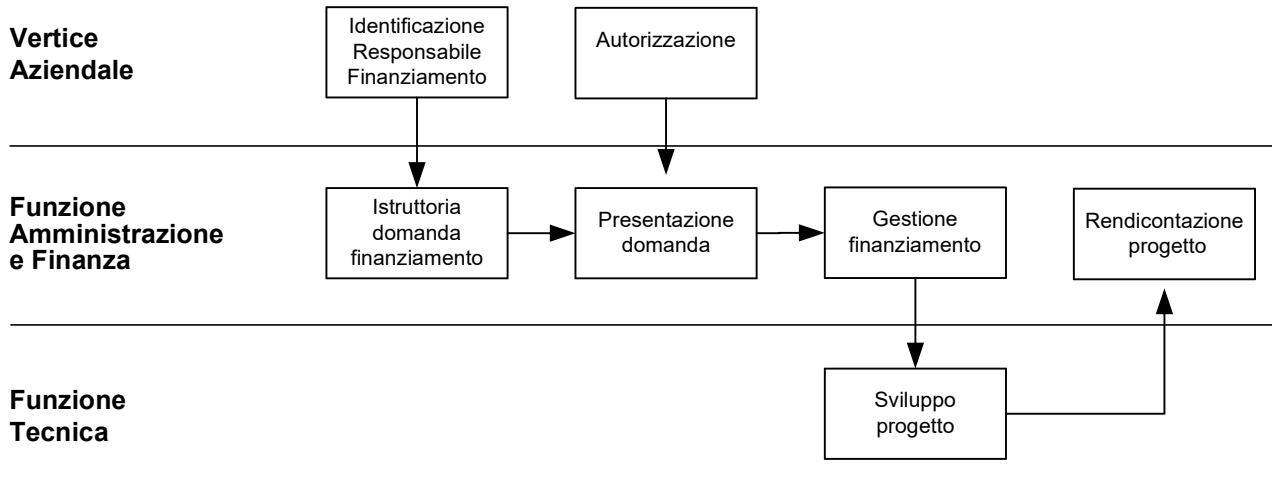 Vertice
Aziendale
Identificazione
Responsabile
Finanziamento
Autorizzazione
Funzione
Amministrazione
e Finanza
Istruttoria
domanda
finanziamento
Presentazione
domanda
Gestione
finanziamento
Rendicontazione
progetto
Funzione
Tecnica
Sviluppo
progetto